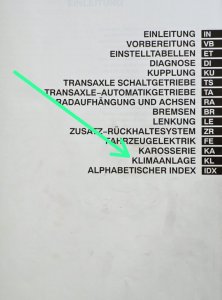 EINLEITUNG IN
VORBEREITUNG VB
EINSTELLTABELLEN ET
DIAGNOSE DI
KUPPLUNG KU
TRANSAXLE SCHALTGETRIEBE TS
TRANSAXLE-AUTOMATIKGETRIEBE TA
RADAUFHÄNGUNG UND ACHSEN RA
BREMSEN BR
LENKUNG LE
ZUSATZ-RÜCKHALTESYSTEM ZR
FAHRZEUGELEKTRIK FE
KAROSSERIE KA
KLIMAANLAGE KL
ALPHABETISCHER INDEX IDX